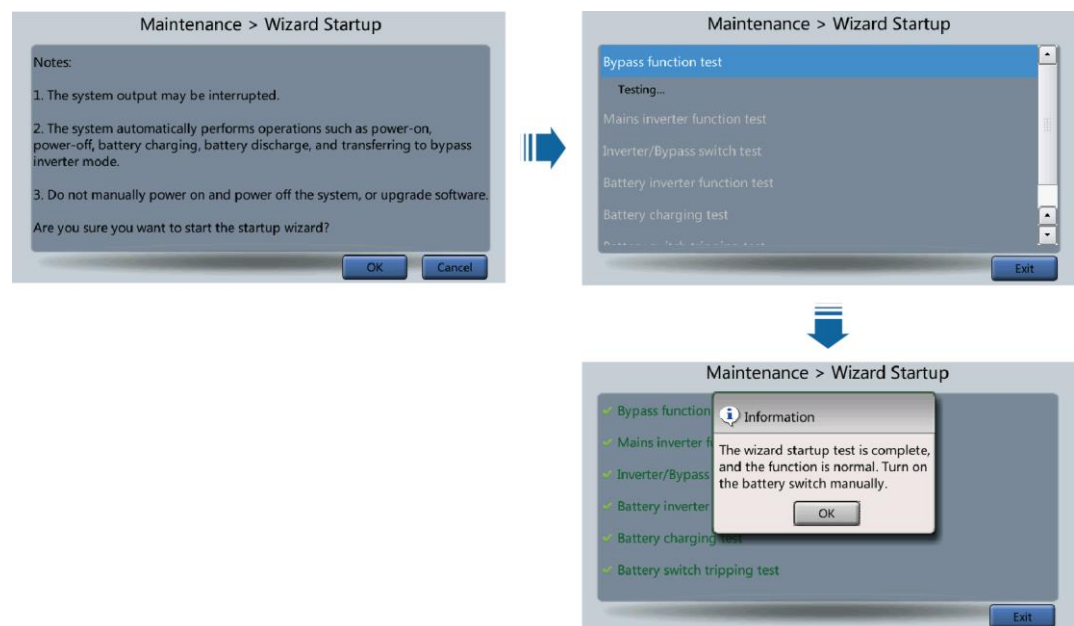 Maintenance > Wizard Startup
Notes:
1. The system output may be interrupted.
2. The system automatically performs operations such as power-on,
power-off, battery charging, battery discharge, and transferring to bypass
inverter mode.
3. Do not manually power on and power off the system, or upgrade software.
Are you sure you want to start the startup wizard?
OK
Cancel
Maintenance > Wizard Startup
Bypass function test
Testing...
Mains inverter function test
Inverter/Bypass switch test
Battery inverter function test
Battery charging test
Exit
Maintenance > Wizard Startup
Bypass function
Mains inverter
Inverter/Bypass
Battery inverter
Battery charging test
Battery switch tripping test
Information
The wizard startup test is complete,
and the function is normal. Turn on
the battery switch manually.
OK
Exit